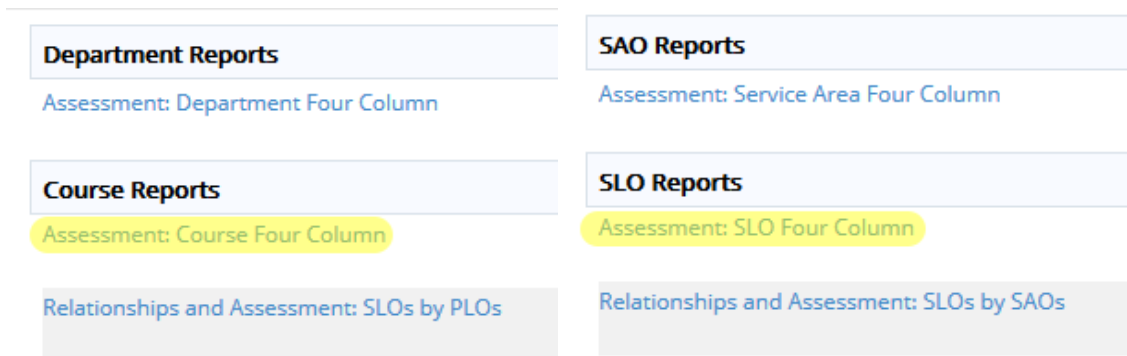 Department Reports
Assessment: Department Four Column
Course Reports
Assessment: Course Four Column
Relationships and Assessment: SLOs by PLOs
SAO Reports
Assessment: Service Area Four Column
SLO Reports
Assessment: SLO Four Column
Relationships and Assessment: SLOs by SAOs